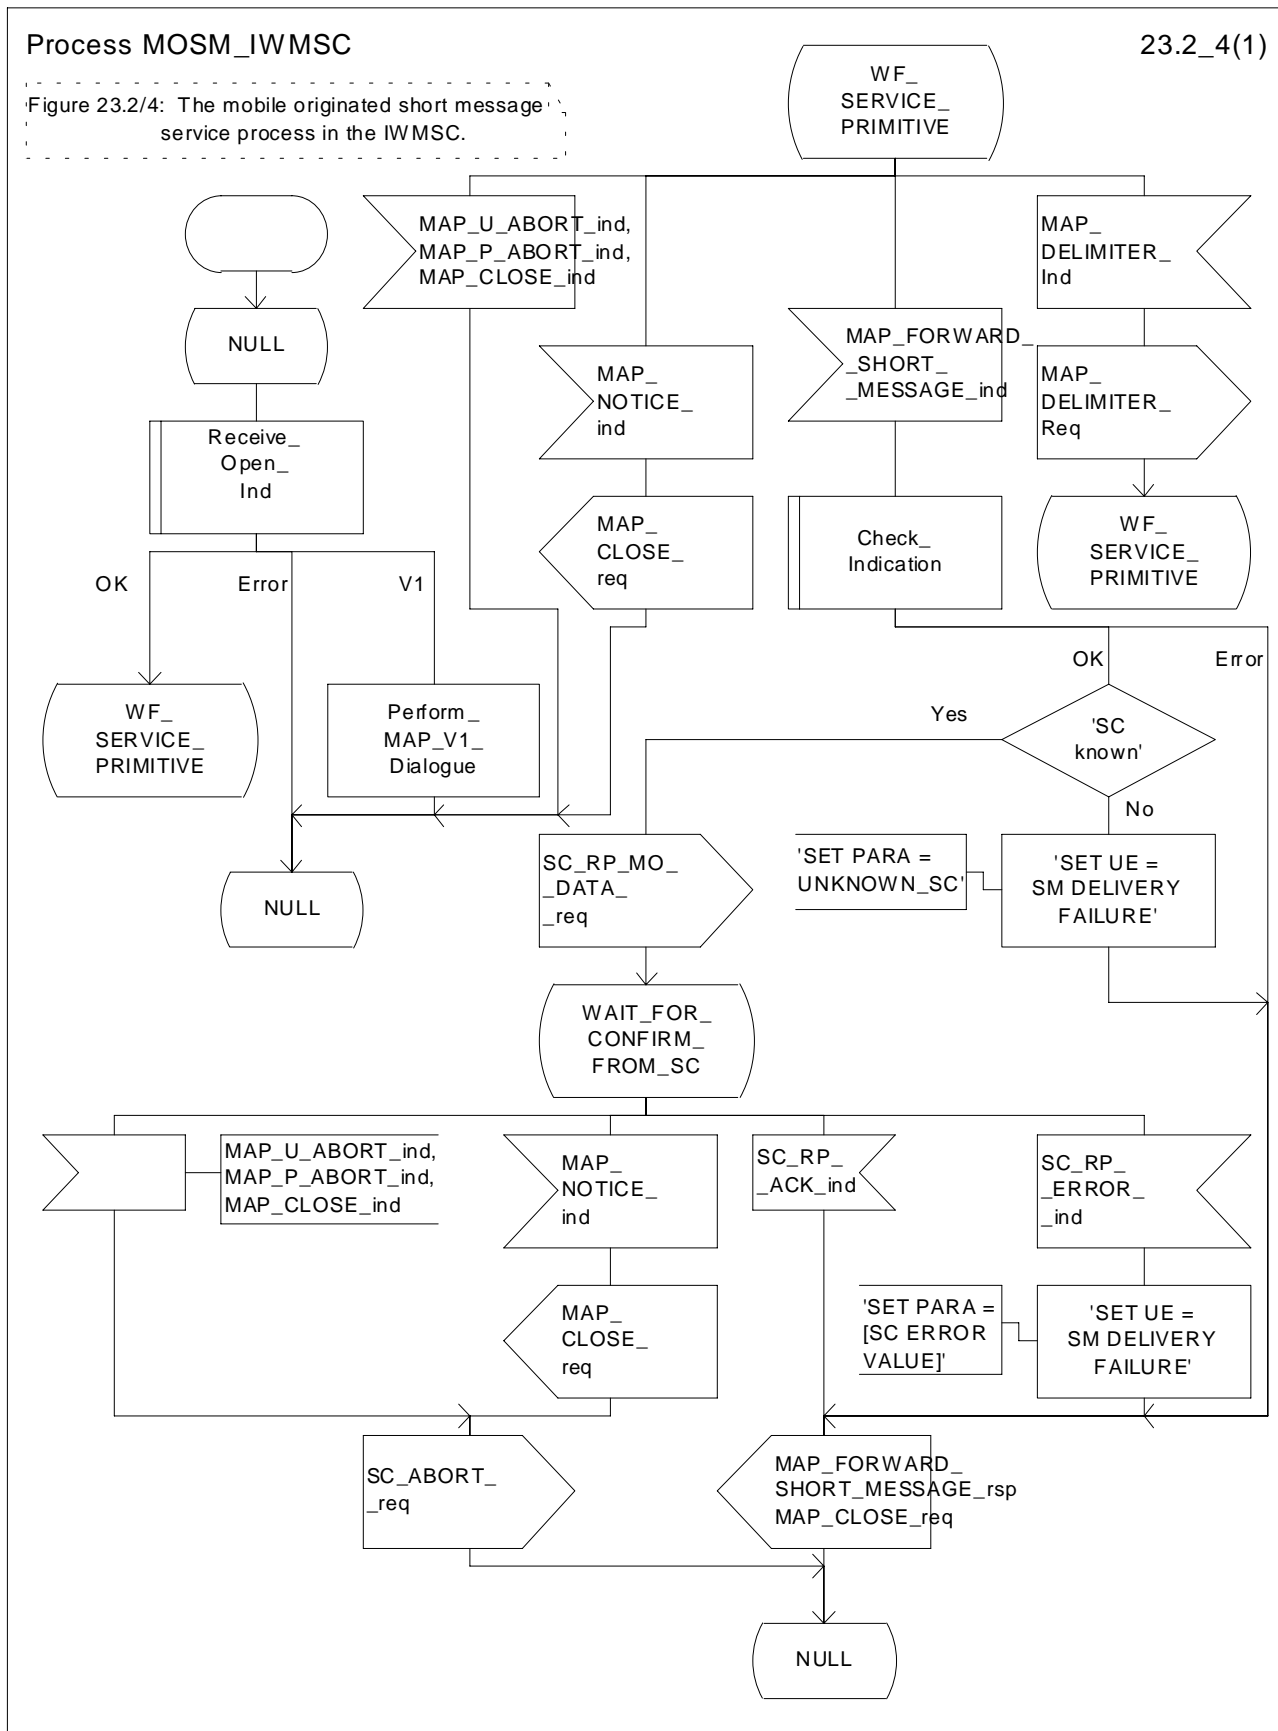 Process MOSM_IWMSC
23.2_4(1)
Figure 23.2/4: The mobile originated short message
service process in the IWMSC.
WF_
SERVICE_
PRIMITIVE
MAP_U_ABORT_ind,
MAP_P_ABORT_ind,
MAP_CLOSE_ind
MAP_
DELIMITER_
Ind
NULL
MAP_
NOTICE_
ind
MAP_FORWARD_
_SHORT_
_MESSAGE_ind
MAP_
DELIMITER_
Req
Receive_
Open_
Ind
MAP_
CLOSE_
req
Check_
Indication
WF_
SERVICE_
PRIMITIVE
OK
Error
V1
OK
Error
WF_
SERVICE_
PRIMITIVE
Perform_
MAP_V1_
Dialogue
Yes
'SC
known'
No
NULL
SC_RP_MO_
_DATA_
_req
'SET PARA =
UNKNOWN_SC'
'SET UE =
SM DELIVERY
FAILURE'
WAIT_FOR_
CONFIRM_
FROM_SC
MAP_U_ABORT_ind,
MAP_P_ABORT_ind,
MAP_CLOSE_ind
MAP_
NOTICE_
ind
SC_RP_
_ACK_ind
SC_RP_
_ERROR_
_ind
MAP_
CLOSE_
req
'SET PARA =
[SC ERROR
VALUE]'
'SET UE =
SM DELIVERY
FAILURE'
SC_ABORT_
_req
MAP_FORWARD_
SHORT_MESSAGE_rsp
MAP_CLOSE_req
NULL